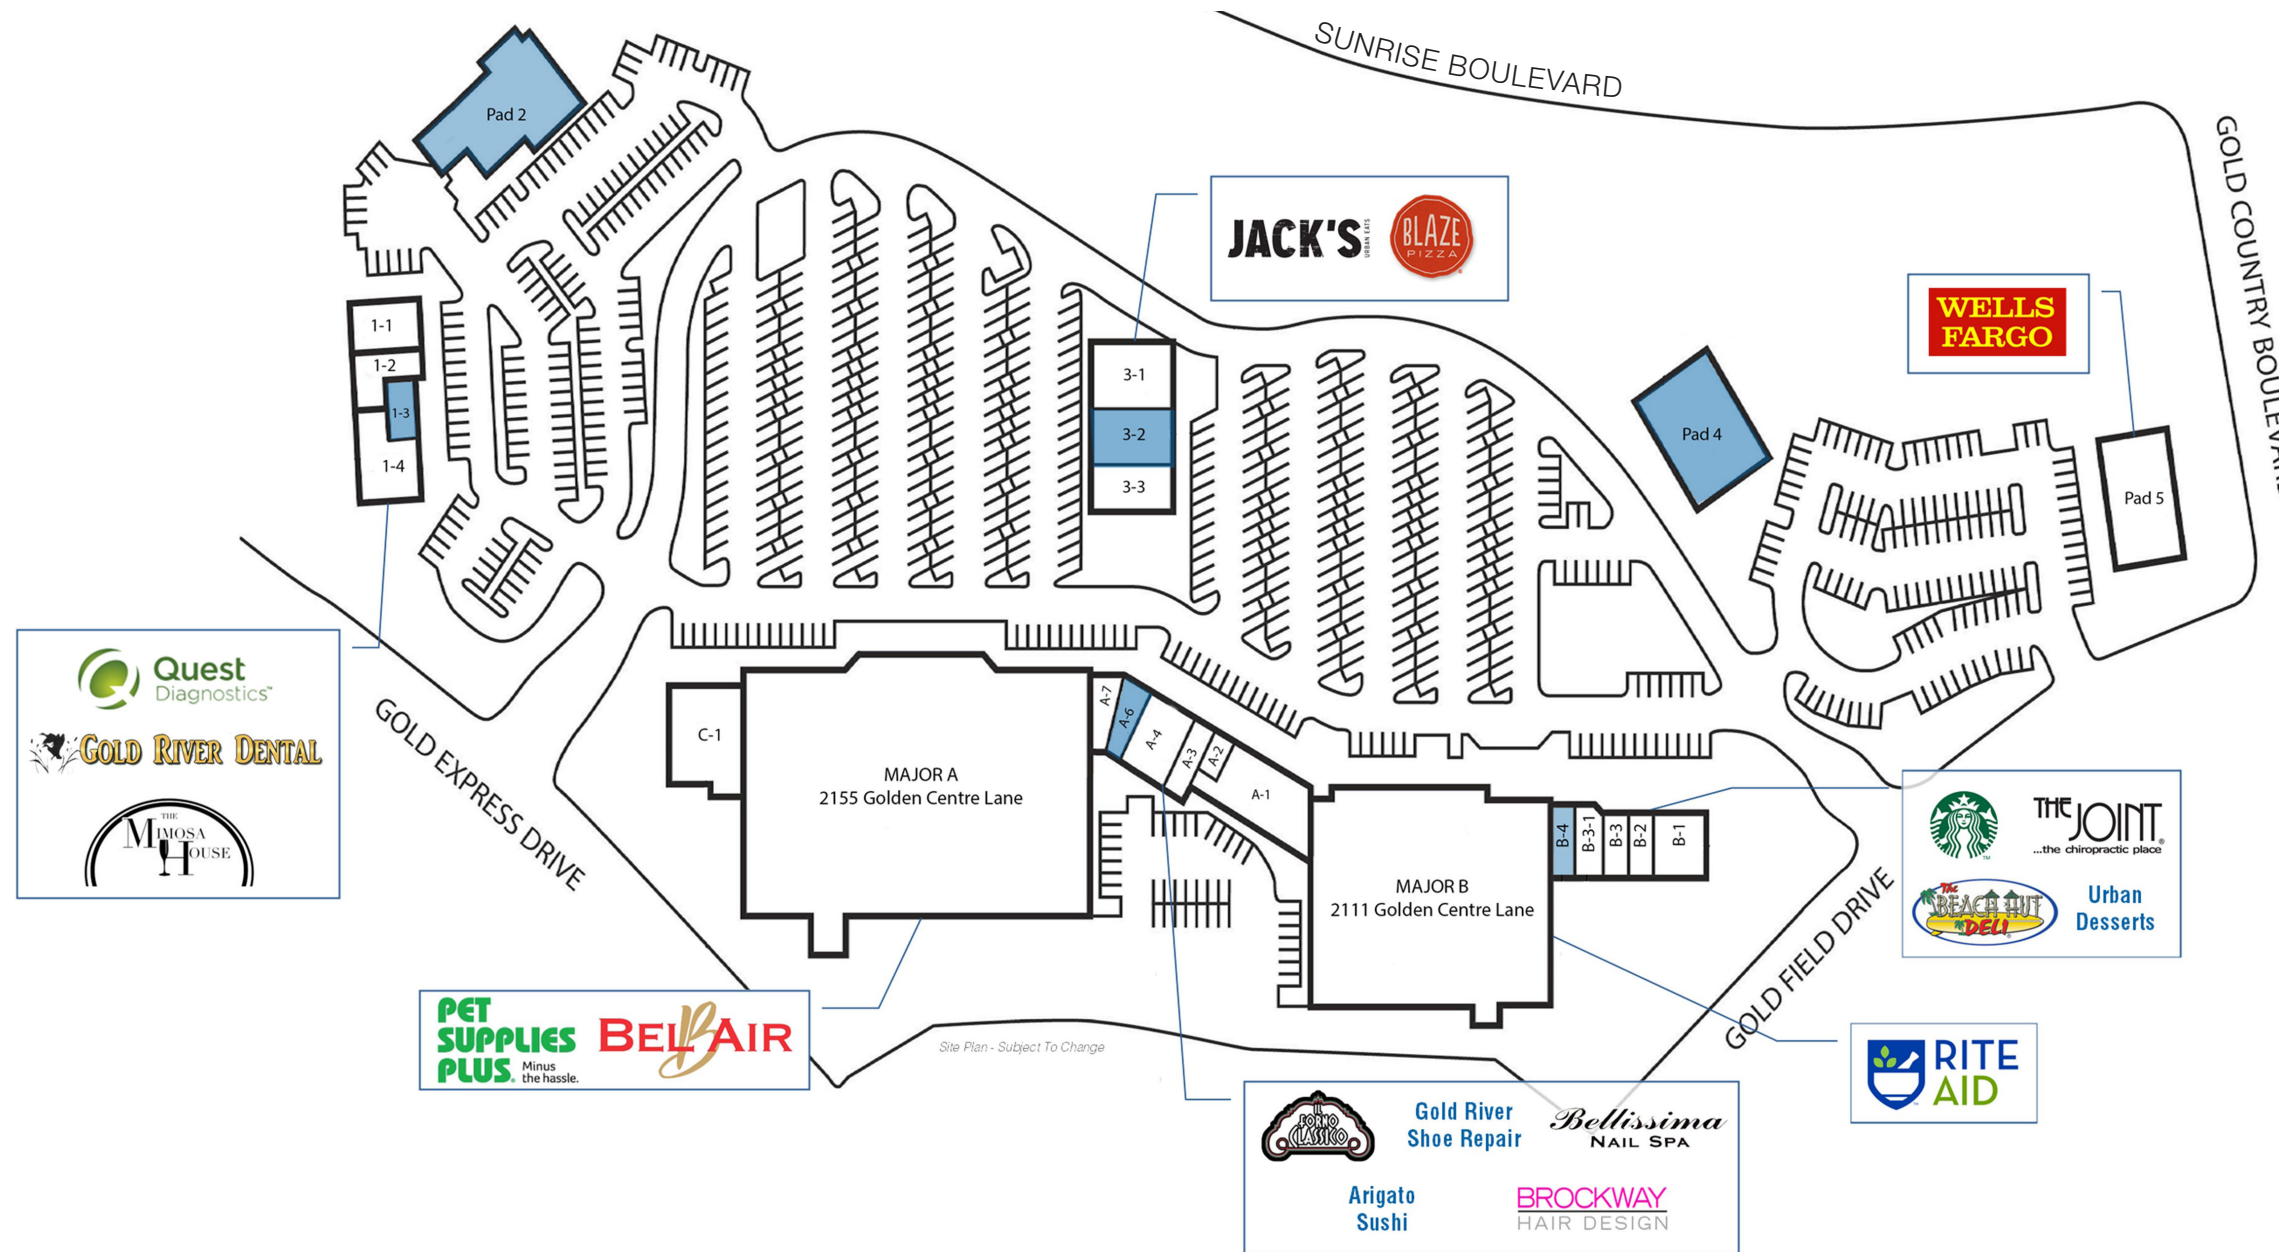 SUNRISE BOULEVARD
GOLD COUNTRY BOULEVARD
Pad 2
JACK'S
URBAN EATS
BLAZE
PIZZA
WELLS
FARGO
1-1
1-2
1-3
1-4
3-1
3-2
3-3
Pad 4
Pad 5
Quest
Diagnostics™
GOLD RIVER DENTAL
THE
MIMOSA
HOUSE
GOLD EXPRESS DRIVE
C-1
MAJOR A
2155 Golden Centre Lane
A-7
A-6
A-4
A-3
A-2
A-1
MAJOR B
2111 Golden Centre Lane
B-4
B-3-1
B-3
B-2
B-1
THE JOINT®
...the chiropractic place
The
BEACH HUT
DELI
Urban
Desserts
GOLD FIELD DRIVE
PET
SUPPLIES
PLUS.
Minus
the hassle.
B
BEL AIR
Site Plan - Subject To Change
RITE
AID
IL
FORNO
CLASSICO
Gold River
Shoe Repair
Bellissima
NAIL SPA
Arigato
Sushi
BROCKWAY
HAIR DESIGN